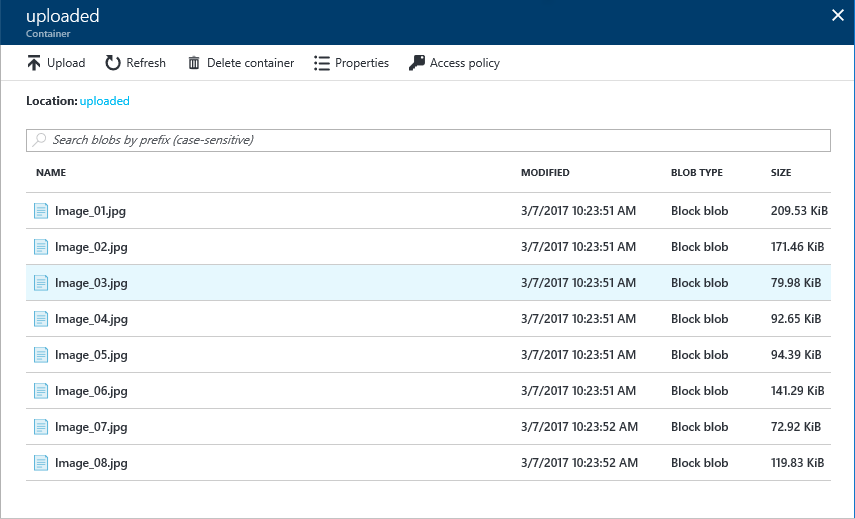 uploaded
Container
Upload Refresh Delete container Properties Access policy
Location: uploaded
Search blobs by prefix (case-sensitive)
NAME MODIFIED BLOB TYPE SIZE
Image_01.jpg 3/7/2017 10:23:51 AM Block blob 209.53 KiB
Image_02.jpg 3/7/2017 10:23:51 AM Block blob 171.46 KiB
Image_03.jpg 3/7/2017 10:23:51 AM Block blob 79.98 KiB
Image_04.jpg 3/7/2017 10:23:51 AM Block blob 92.65 KiB
Image_05.jpg 3/7/2017 10:23:51 AM Block blob 94.39 KiB
Image_06.jpg 3/7/2017 10:23:51 AM Block blob 141.29 KiB
Image_07.jpg 3/7/2017 10:23:52 AM Block blob 72.92 KiB
Image_08.jpg 3/7/2017 10:23:52 AM Block blob 119.83 KiB